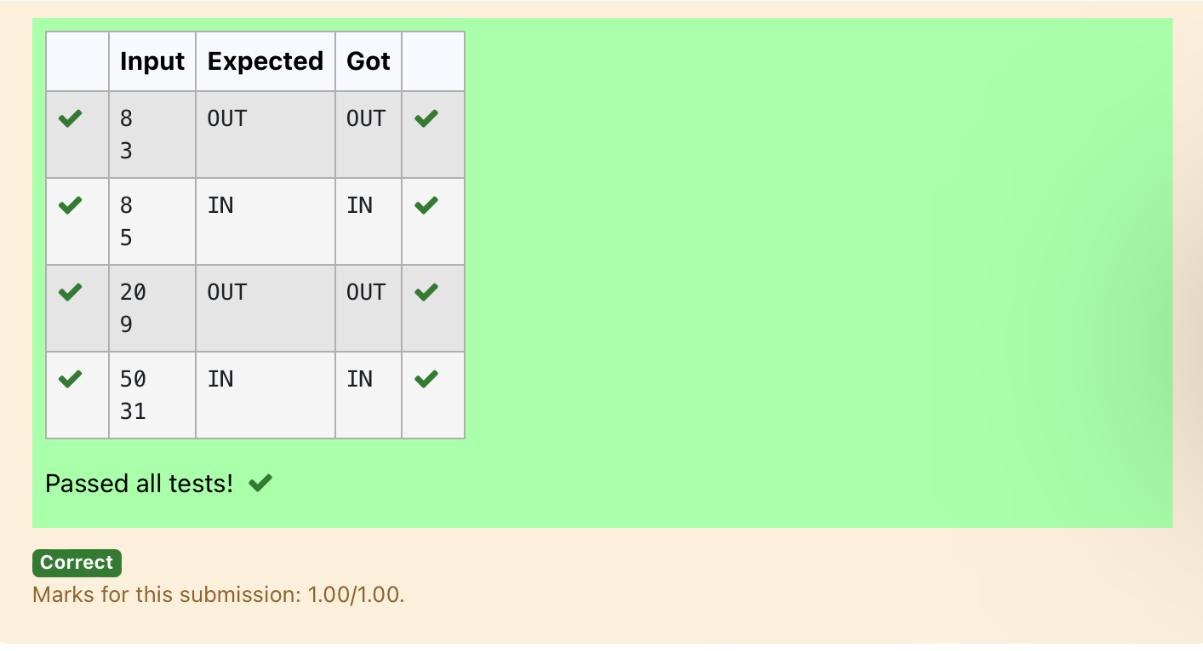 Input Expected Got
8 OUT OUT
3
8 IN IN
5
20 OUT OUT
9
50 IN IN
31
Passed all tests!
Correct
Marks for this submission: 1.00/1.00.